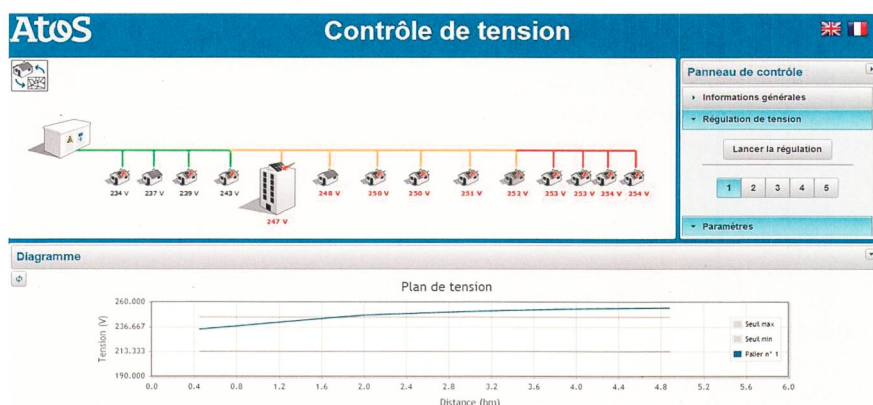 Atos
Contrôle de tension
Panneau de contrôle
Informations générales
Régulation de tension
Lancer la régulation
1 2 3 4 5
Paramètres
234 V 237 V 239 V 243 V 247 V 248 V 250 V 250 V 251 V 252 V 253 V 253 V 254 V 254 V
Diagramme
Plan de tension
Tension (V)
260.000
236.667
213.333
190.000
Seuil max
Seuil min
Palier n° 1
0.0 0.4 0.8 1.2 1.6 2.0 2.4 2.8 3.2 3.6 4.0 4.4 4.8 5.2 5.6 6.0
Distance (hm)